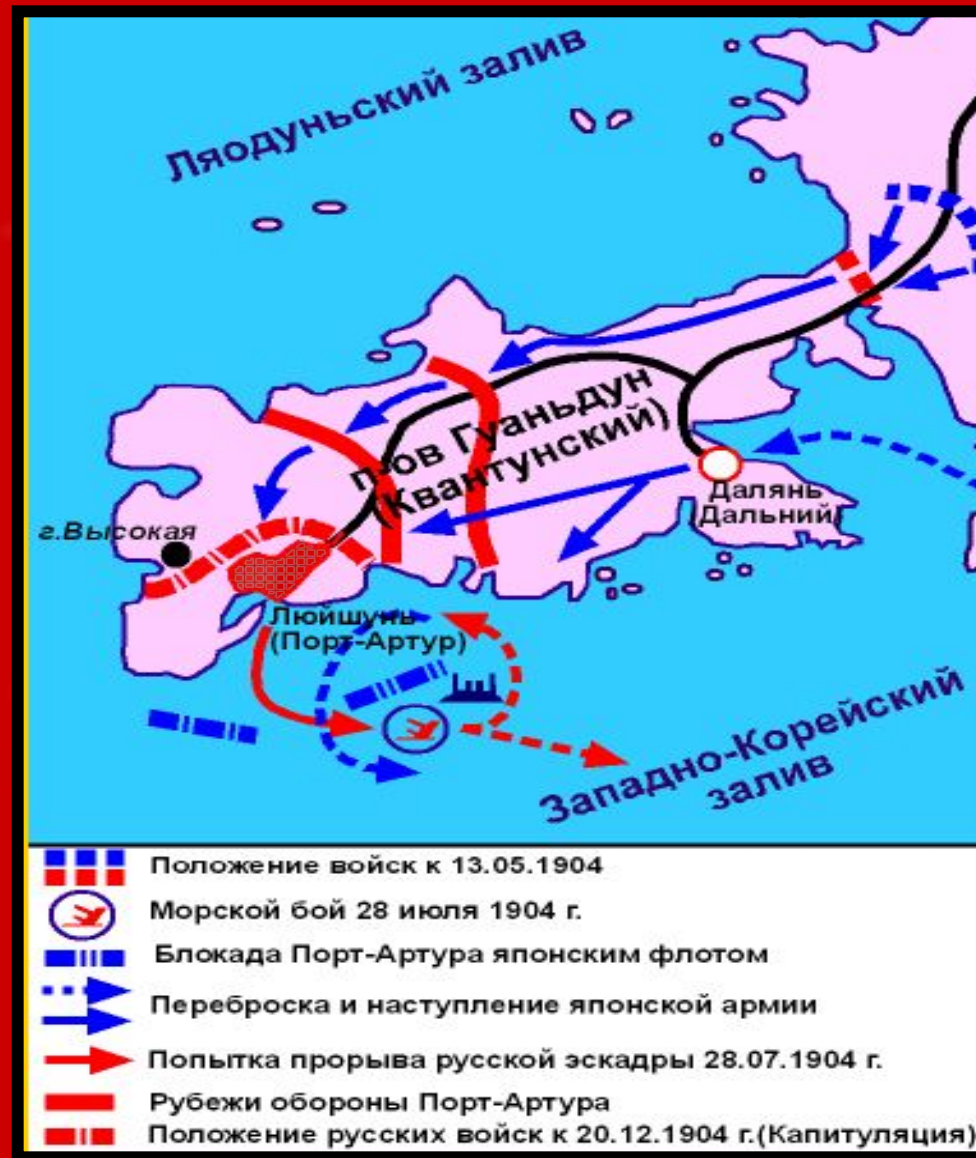 Ляодуньский залив
п-ов Гуаньдун
(Квантунский)
Далянь
(Дальний)
г.Высокая
Люйшунь
(Порт-Артур)
Западно-Корейский
залив
Положение войск к 13.05.1904
Морской бой 28 июля 1904 г.
Блокада Порт-Артура японским флотом
Переброска и наступление японской армии
Попытка прорыва русской эскадры 28.07.1904 г.
Рубежи обороны Порт-Артура
Положение русских войск к 20.12.1904 г.(Капитуляция)